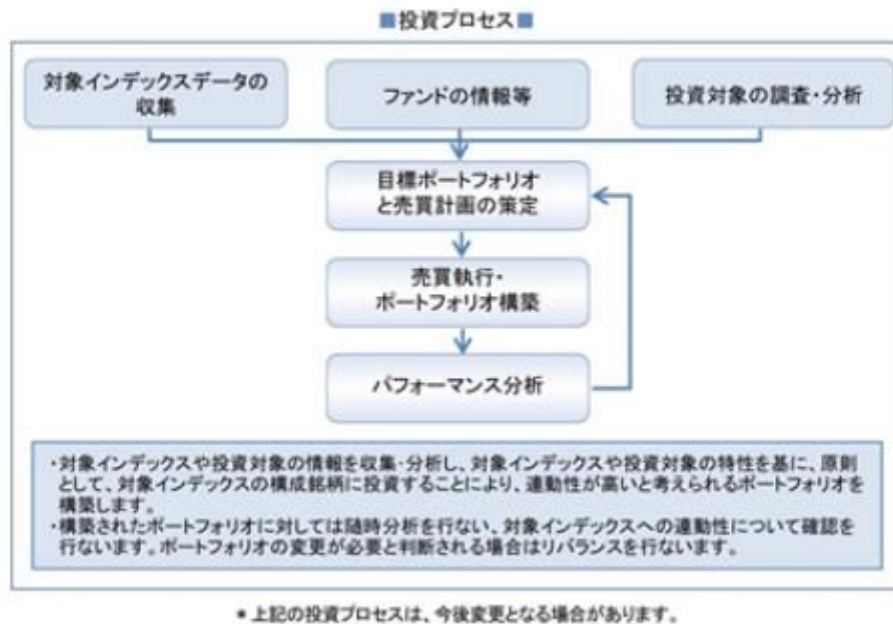 ■投資プロセス■
対象インデックスデータの
収集
ファンドの情報等
投資対象の調査・分析
目標ポートフォリオ
と売買計画の策定
売買執行・
ポートフォリオ構築
パフォーマンス分析
・対象インデックスや投資対象の情報を収集・分析し、対象インデックスや投資対象の特性を基に、原則
として、対象インデックスの構成銘柄に投資することにより、連動性が高いと考えられるポートフォリオを
構築します。
・構築されたポートフォリオに対しては随時分析を行ない、対象インデックスへの連動性について確認を
行ないます。ポートフォリオの変更が必要と判断される場合はリバランスを行ないます。
* 上記の投資プロセスは、今後変更となる場合があります。